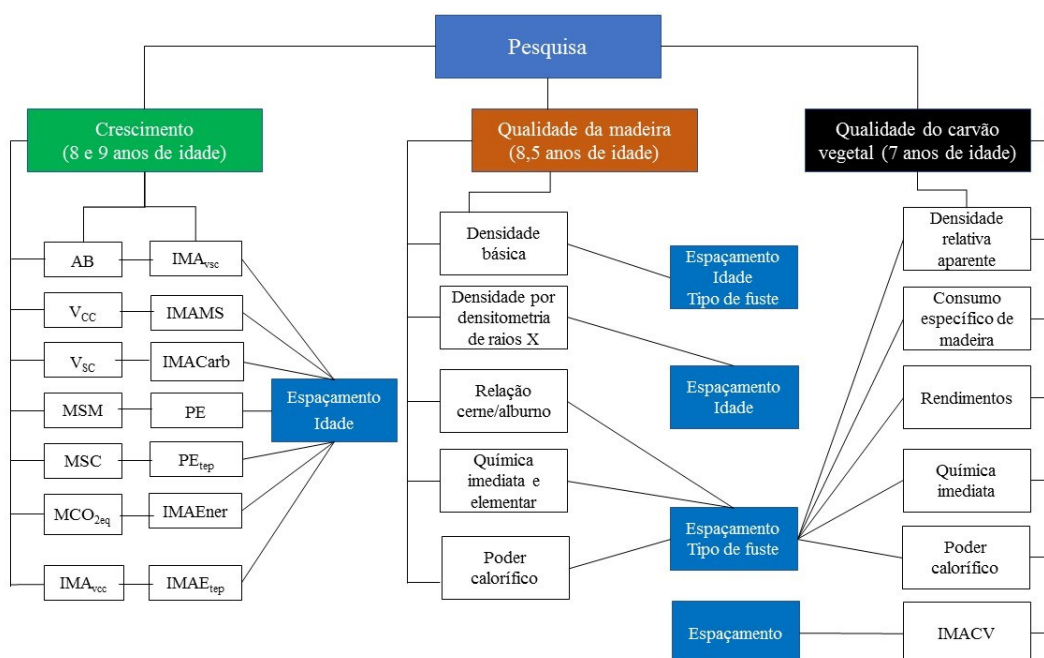 Pesquisa
Crescimento
(8 e 9 anos de idade)
Qualidade da madeira
(8,5 anos de idade)
Qualidade do carvão
vegetal (7 anos de idade)
AB
IMAvsc
VCC
IMAMS
VSC
IMACarb
MSM
PE
MSC
PEtep
MCO2eq
IMAEner
IMAvcc
IMAEtep
Espaçamento
Idade
Densidade
básica
Densidade por
densitometria
de raios X
Relação
cerne/alburno
Química
imediata e
elementar
Poder
calorífico
Espaçamento
Idade
Tipo de fuste
Espaçamento
Idade
Espaçamento
Tipo de fuste
Espaçamento
Densidade
relativa
aparente
Consumo
específico de
madeira
Rendimentos
Química
imediata
Poder
calorífico
IMACV